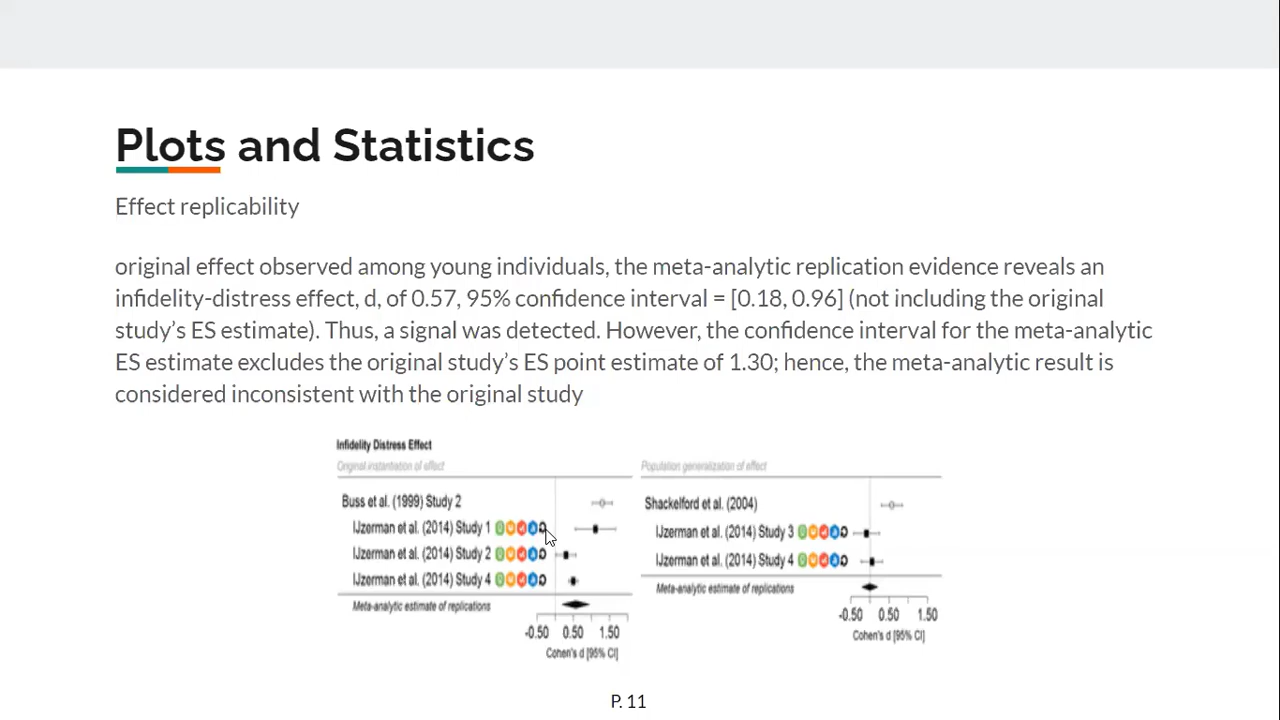 Plots and Statistics
Effect replicability
original effect observed among young individuals, the meta-analytic replication evidence reveals an
infidelity-distress effect, d, of 0.57, 95% confidence interval = [0.18, 0.96] (not including the original
study's ES estimate). Thus, a signal was detected. However, the confidence interval for the meta-analytic
ES estimate excludes the original study's ES point estimate of 1.30; hence, the meta-analytic result is
considered inconsistent with the original study
Infidelity Distress Effect
Original instantiation of effect
Buss et al. (1999) Study 2
IJzerman et al. (2014) Study 1
IJzerman et al. (2014) Study 2
IJzerman et al. (2014) Study 4
Meta-analytic estimate of replications
-0.50 0.50 1.50
Cohen's d [95% CI]
Population generalization of effect
Shackelford et al. (2004)
IJzerman et al. (2014) Study 3
IJzerman et al. (2014) Study 4
Meta-analytic estimate of replications
-0.50 0.50 1.50
Cohen's d [95% CI]
P. 11